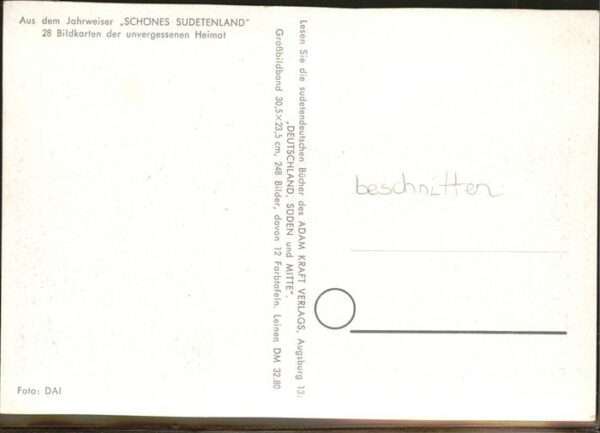 Aus dem Jahrweiser „SCHÖNES SUDETENLAND"
28 Bildkarten der unvergessenen Heimat
Foto: DAI
Lesen Sie die sudetendeutschen Bücher des ADAM KRAFT VERLAGS, Augsburg 13:
„DEUTSCHLAND, SÜDEN und MITTE".
Großbildband 30,5×23,5 cm, 248 Bilder, davon 12 Farbtafeln. Leinen DM 32.80
beschnitten